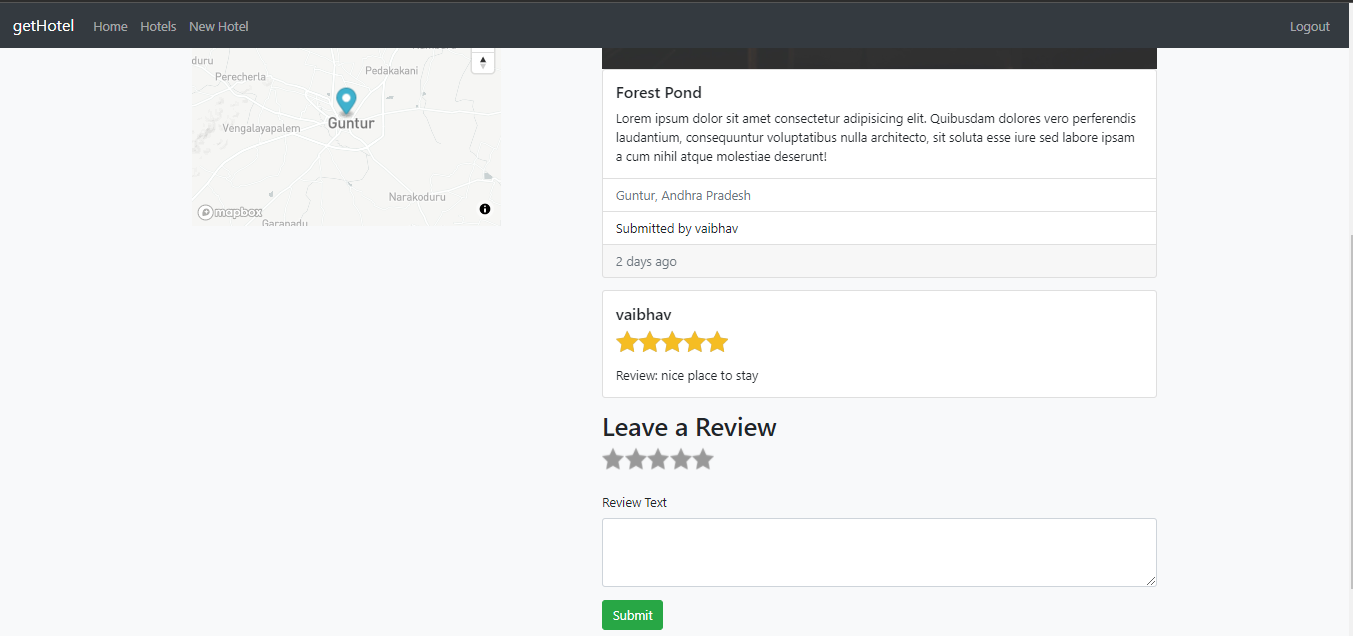 getHotel Home Hotels New Hotel Logout
duru
Perecherla
Pedakakani
Vengalayapalem
Guntur
Narakoduru
mapbox
Garapadu
Forest Pond
Lorem ipsum dolor sit amet consectetur adipisicing elit. Quibusdam dolores vero perferendis
laudantium, consequuntur voluptatibus nulla architecto, sit soluta esse iure sed labore ipsam
a cum nihil atque molestiae deserunt!
Guntur, Andhra Pradesh
Submitted by vaibhav
2 days ago
vaibhav
Review: nice place to stay
Leave a Review
Review Text
Submit